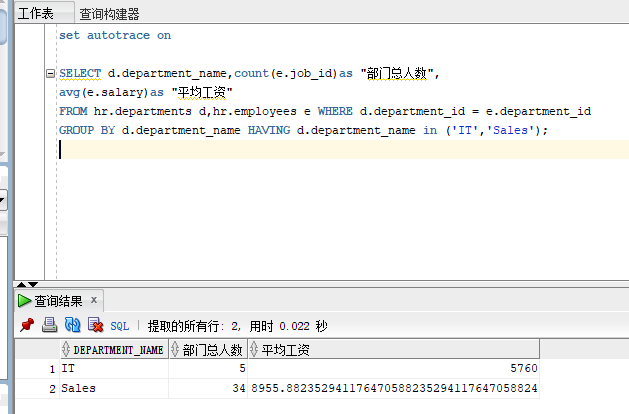 工作表 查询构建器
set autotrace on
SELECT d.department_name,count(e.job_id)as "部门总人数",
avg(e.salary)as "平均工资"
FROM hr.departments d,hr.employees e WHERE d.department_id = e.department_id
GROUP BY d.department_name HAVING d.department_name in ('IT','Sales');
查询结果 x
SQL | 提取的所有行: 2, 用时 0.022 秒
DEPARTMENT_NAME 部门总人数 平均工资
1 IT 5 5760
2 Sales 34 8955.88235294117647058823529411764705882